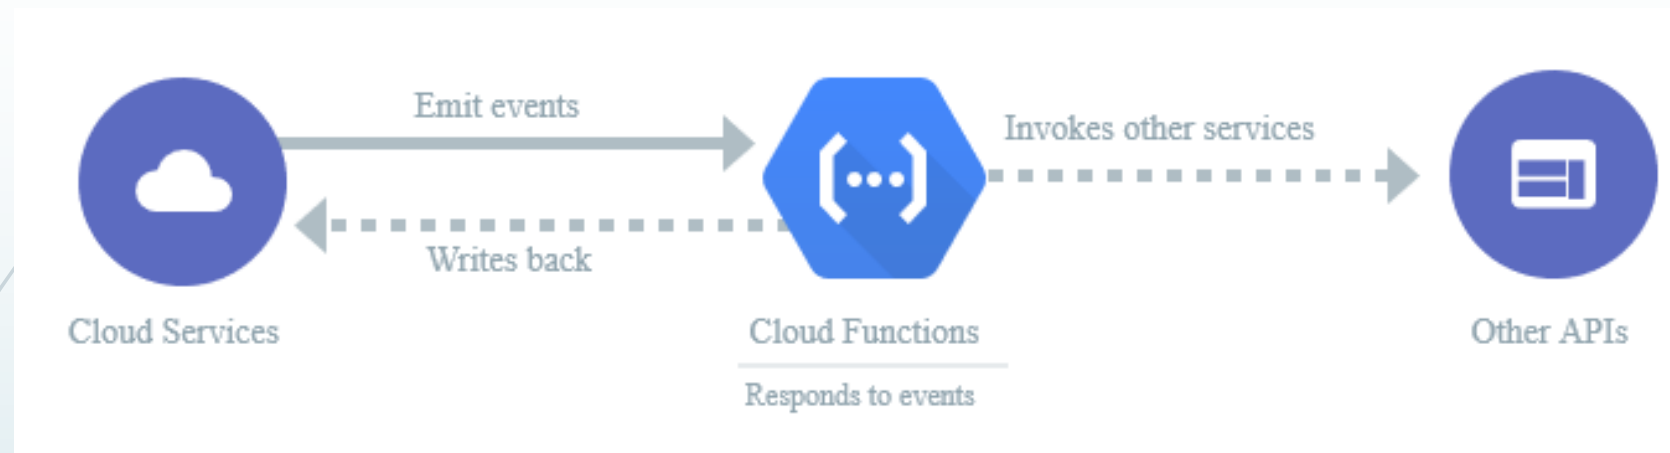 Emit events
Invokes other services
Writes back
Cloud Services
Cloud Functions
Other APIs
Responds to events